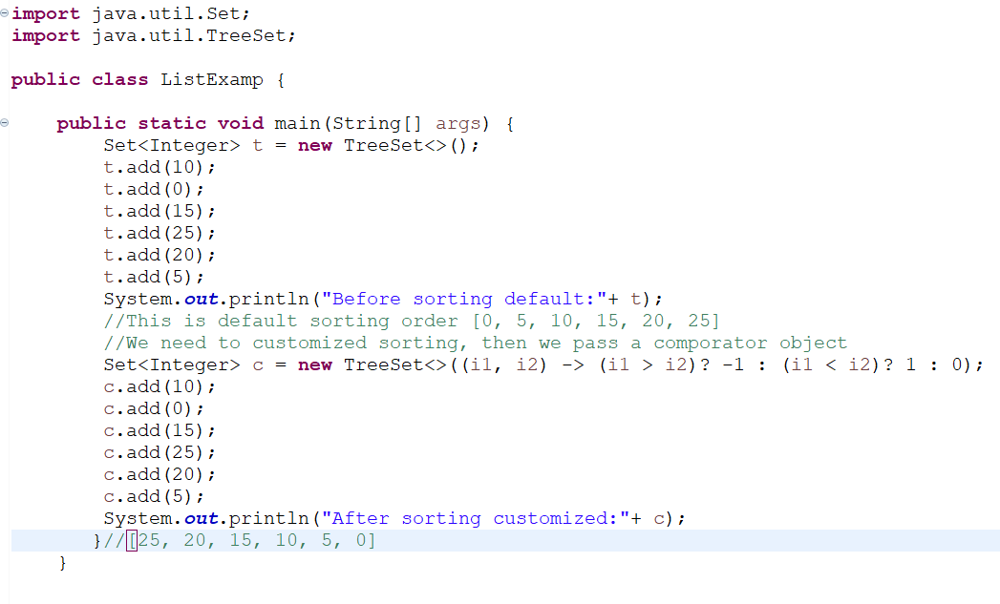 import java.util.Set;
import java.util.TreeSet;
public class ListExamp {
public static void main(String[] args) {
Set<Integer> t = new TreeSet<>();
t.add(10);
t.add(0);
t.add(15);
t.add(25);
t.add(20);
t.add(5);
System.out.println("Before sorting default:"+ t);
//This is default sorting order [0, 5, 10, 15, 20, 25]
//We need to customized sorting, then we pass a comporator object
Set<Integer> c = new TreeSet<>((i1, i2) -> (i1 > i2)? -1 : (i1 < i2)? 1 : 0);
c.add(10);
c.add(0);
c.add(15);
c.add(25);
c.add(20);
c.add(5);
System.out.println("After sorting customized:"+ c);
}//[25, 20, 15, 10, 5, 0]
}